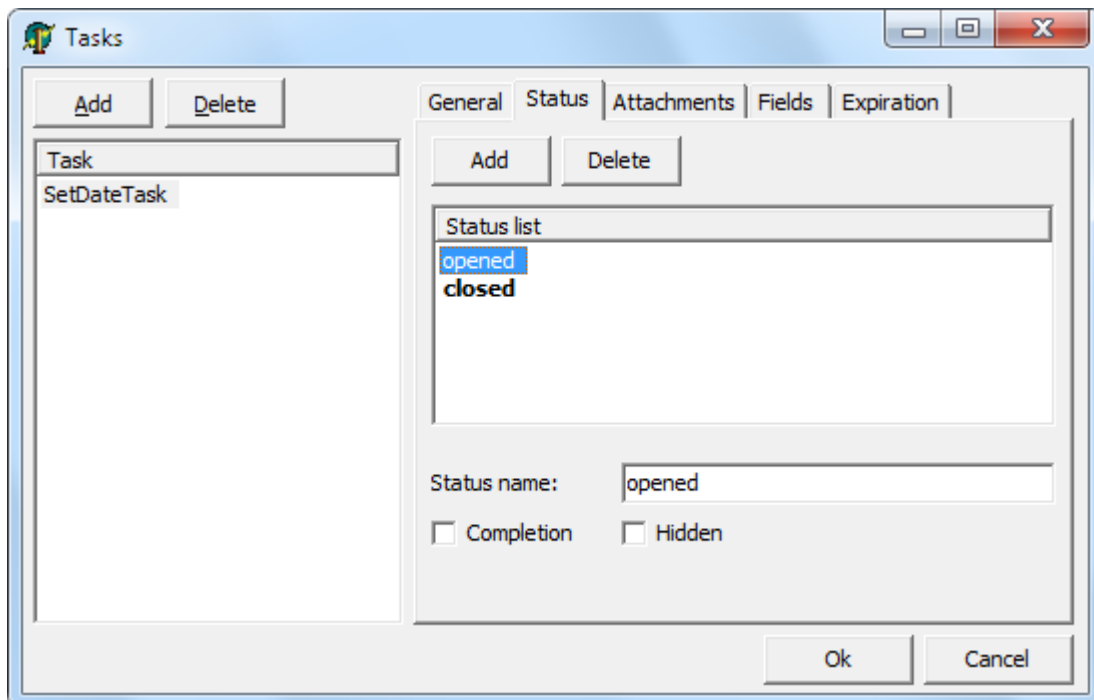 Tasks
Add Delete
Task
SetDateTask
General Status Attachments Fields Expiration
Add Delete
Status list
opened
closed
Status name: opened
Completion Hidden
Ok Cancel